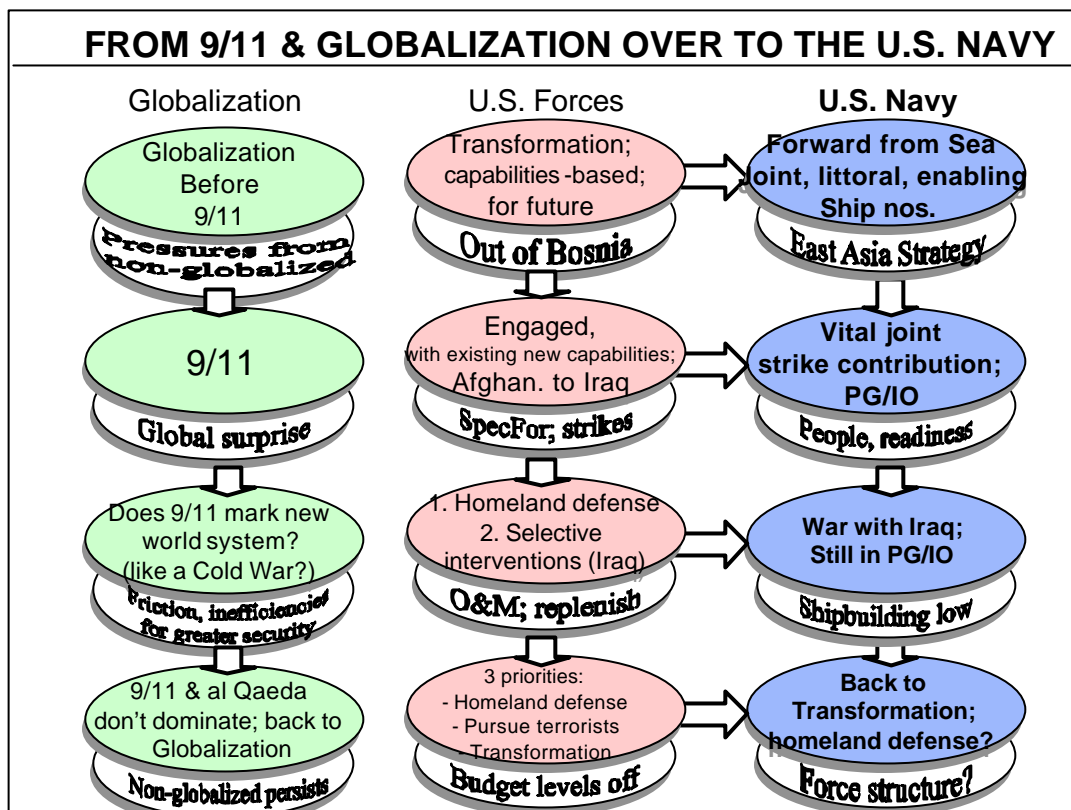 FROM 9/11 & GLOBALIZATION OVER TO THE U.S. NAVY
Globalization
Globalization
Before
9/11
Pressures from
non-globalized
9/11
Global surprise
Does 9/11 mark new
world system?
(like a Cold War?)
Friction, inefficiencies
for greater security
9/11 & al Qaeda
don't dominate; back to
Globalization
Non-globalized persists
U.S. Forces
Transformation;
capabilities-based;
for future
Out of Bosnia
Engaged,
with existing new capabilities;
Afghan. to Iraq
SpecFor; strikes
1. Homeland defense
2. Selective
interventions (Iraq)
O&M; replenish
3 priorities:
- Homeland defense
- Pursue terrorists
- Transformation
Budget levels off
U.S. Navy
Forward from Sea
Joint, littoral, enabling
Ship nos.
East Asia Strategy
Vital joint
strike contribution;
PG/IO
People, readiness
War with Iraq;
Still in PG/IO
Shipbuilding low
Back to
Transformation;
homeland defense?
Force structure?